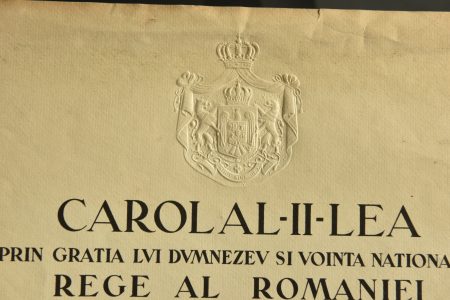 CAROL AL-II-LEA
PRIN GRATIA LVI DVMNEZEV SI VOINTA NATIONA
REGE AL ROMANIEI